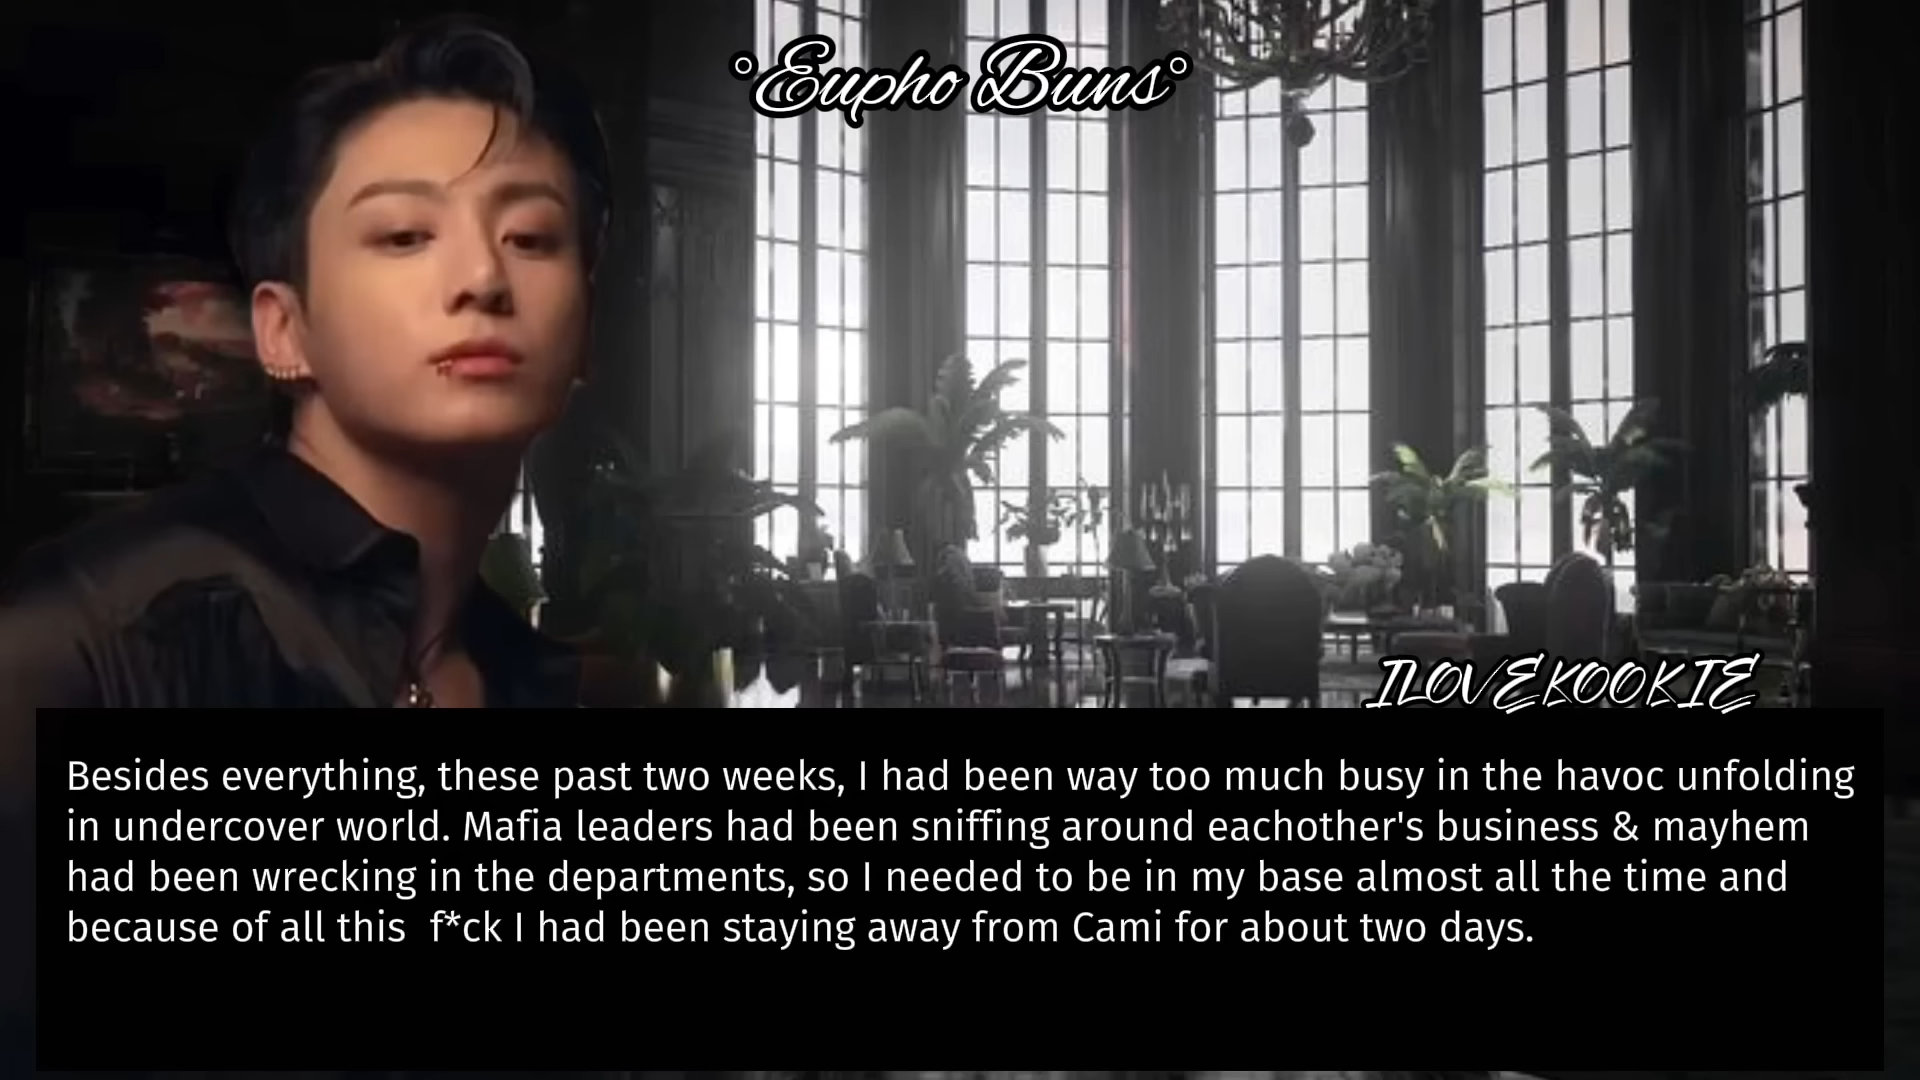 °Eupho Buns°
ILOVEKOOKIE
Besides everything, these past two weeks, I had been way too much busy in the havoc unfolding
in undercover world. Mafia leaders had been sniffing around eachother's business & mayhem
had been wrecking in the departments, so I needed to be in my base almost all the time and
because of all this  f*ck I had been staying away from Cami for about two days.